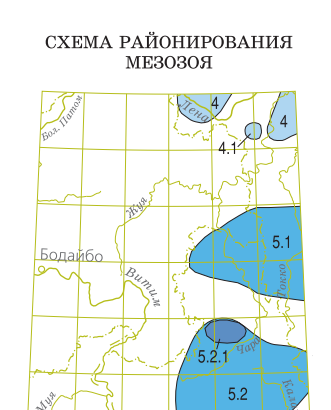 СХЕМА РАЙОНИРОВАНИЯ
МЕЗОЗОЯ
Бол. Патом
Лена
4
4
4.1
Жуя
5.1
Бодайбо
Витим
Токко
5.2.1
Чара
5.2
Муя